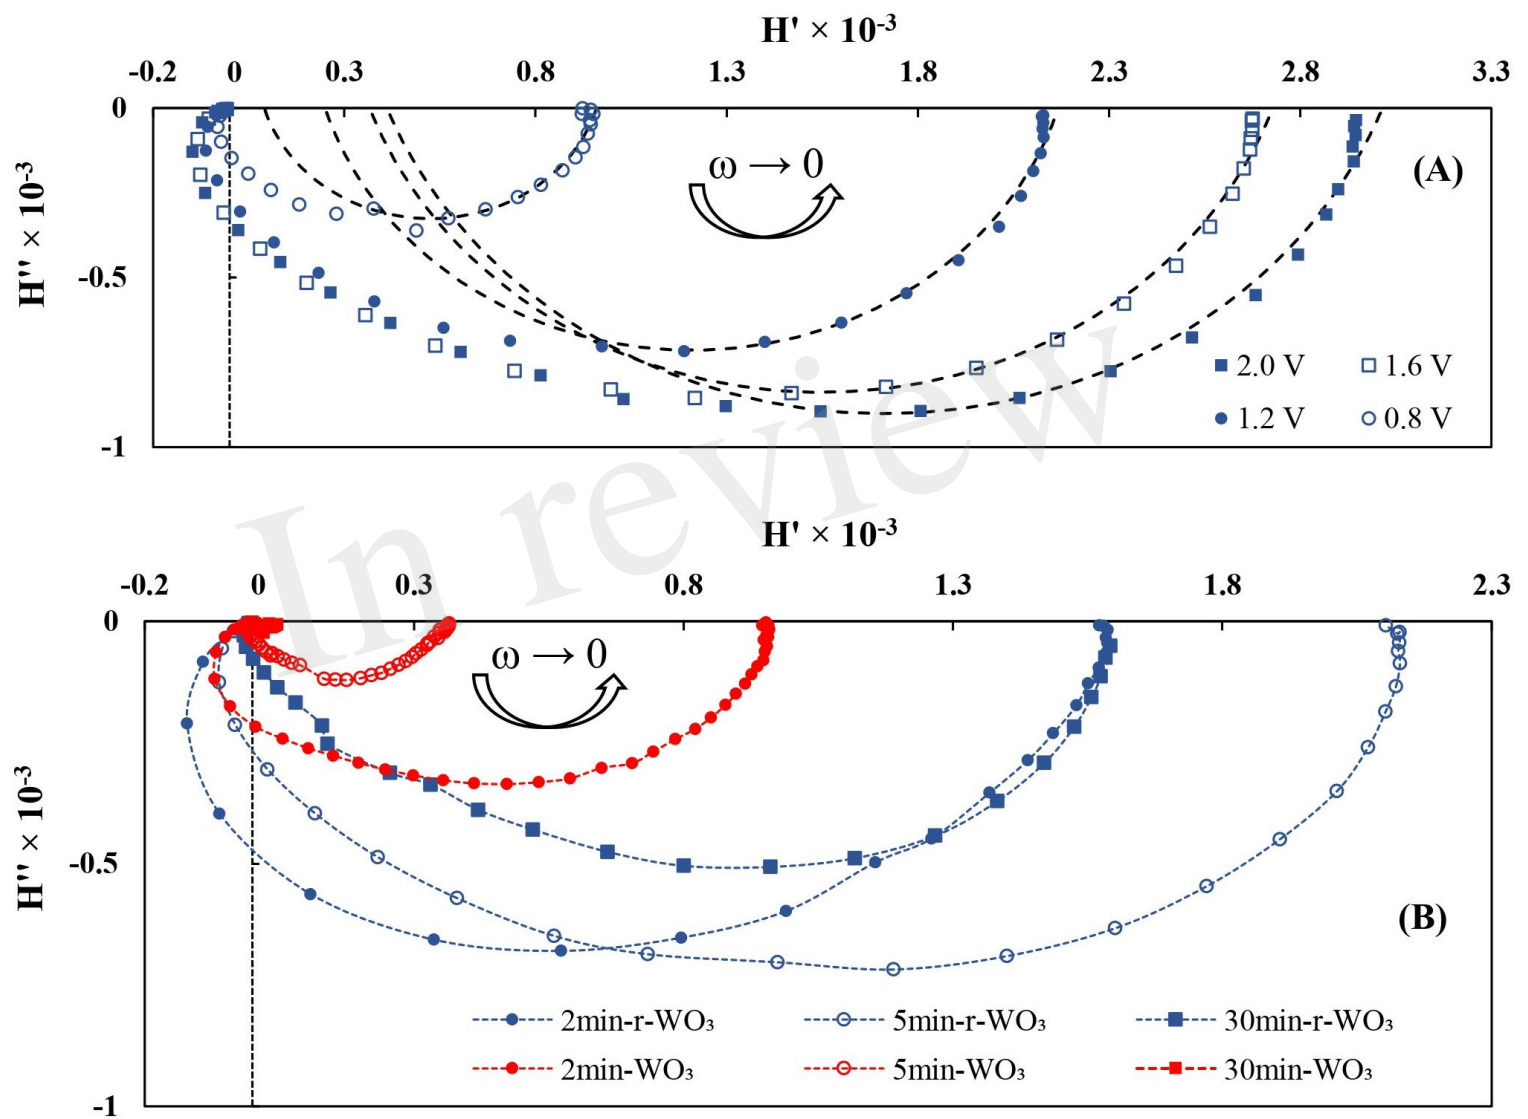 H' × 10⁻³
-0.2 0 0.3 0.8 1.3 1.8 2.3 2.8 3.3
0
ω → 0
(A)
H'' × 10⁻³
-0.5
2.0 V 1.6 V
1.2 V 0.8 V
-1
In review
H' × 10⁻³
-0.2 0 0.3 0.8 1.3 1.8 2.3
0
ω → 0
H'' × 10⁻³
-0.5
(B)
2min-r-WO₃ 5min-r-WO₃ 30min-r-WO₃
2min-WO₃ 5min-WO₃ 30min-WO₃
-1